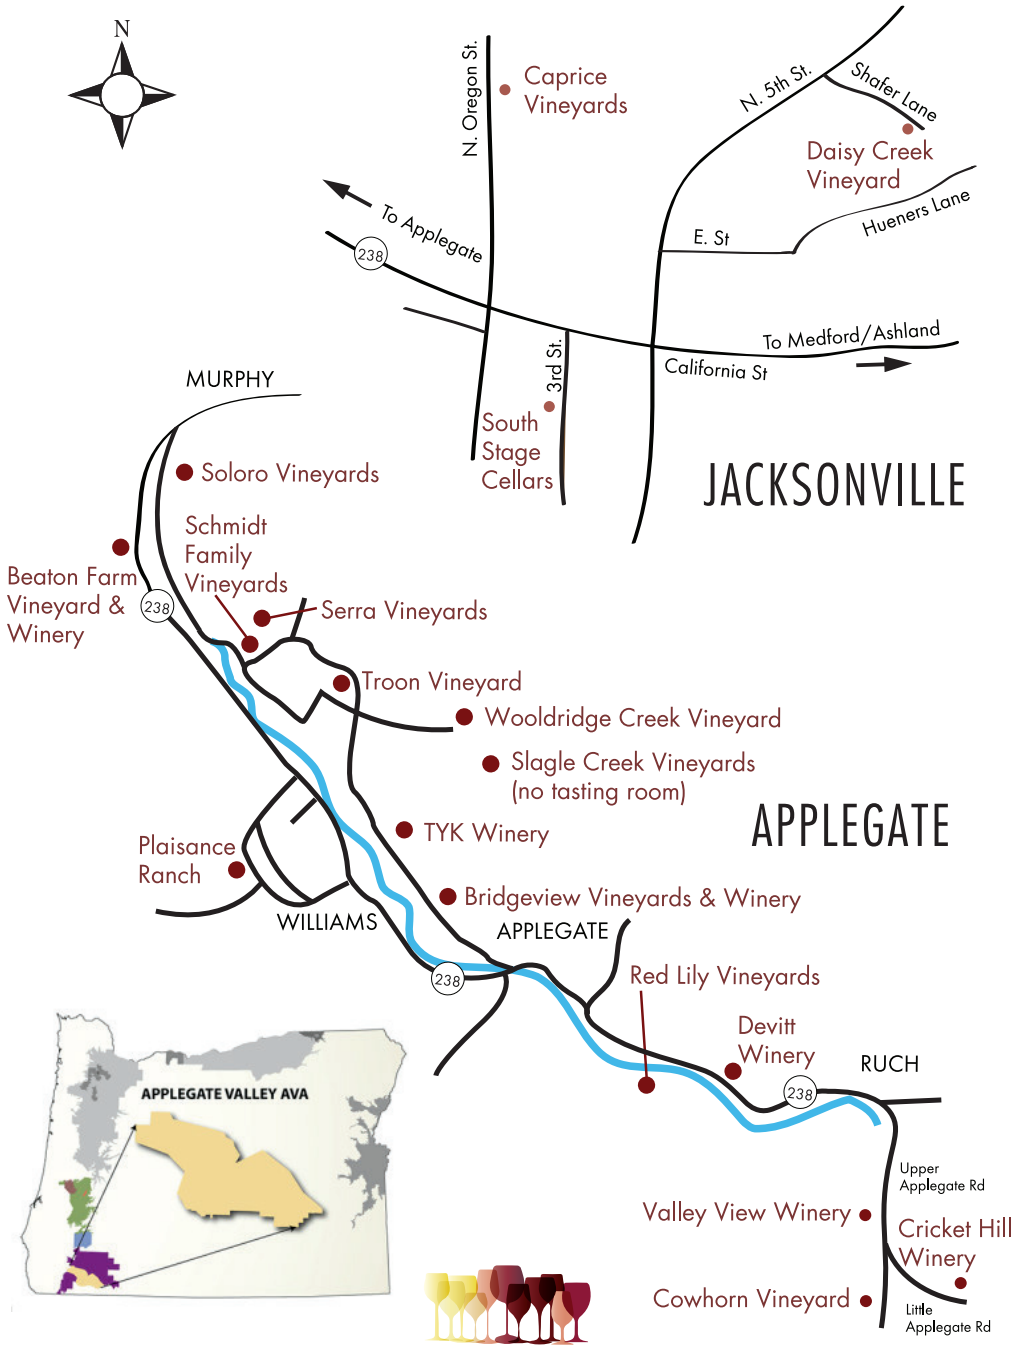 N
N. Oregon St.
Caprice
Vineyards
N. 5th St.
Shafer Lane
Daisy Creek
Vineyard
Hueners Lane
To Applegate
238
E. St
3rd St.
To Medford/Ashland
California St
South
Stage
Cellars
JACKSONVILLE
MURPHY
Soloro Vineyards
Schmidt
Family
Vineyards
Beaton Farm
Vineyard &
Winery
238
Serra Vineyards
Troon Vineyard
Wooldridge Creek Vineyard
Slagle Creek Vineyards
(no tasting room)
APPLEGATE
TYK Winery
Plaisance
Ranch
Bridgeview Vineyards & Winery
WILLIAMS
APPLEGATE
238
Red Lily Vineyards
Devitt
Winery
RUCH
238
APPLEGATE VALLEY AVA
Upper
Applegate Rd
Valley View Winery
Cricket Hill
Winery
Cowhorn Vineyard
Little
Applegate Rd